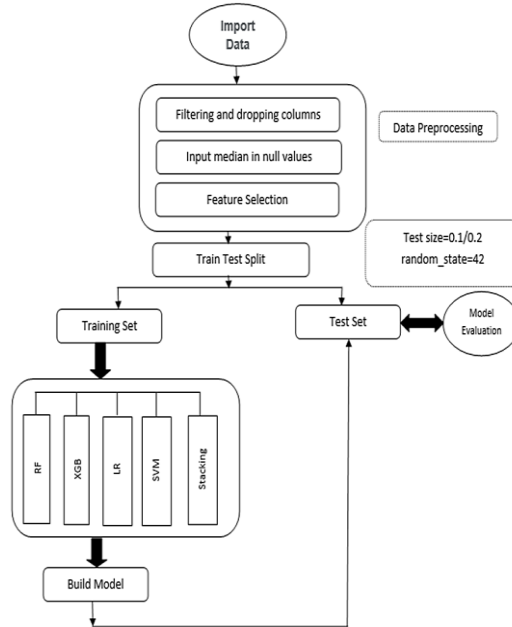 Import
Data
Filtering and dropping columns
Data Preprocessing
Input median in null values
Feature Selection
Train Test Split
Test size=0.1/0.2
random_state=42
Training Set
Test Set
Model
Evaluation
RF
XGB
LR
SVM
Stacking
Build Model